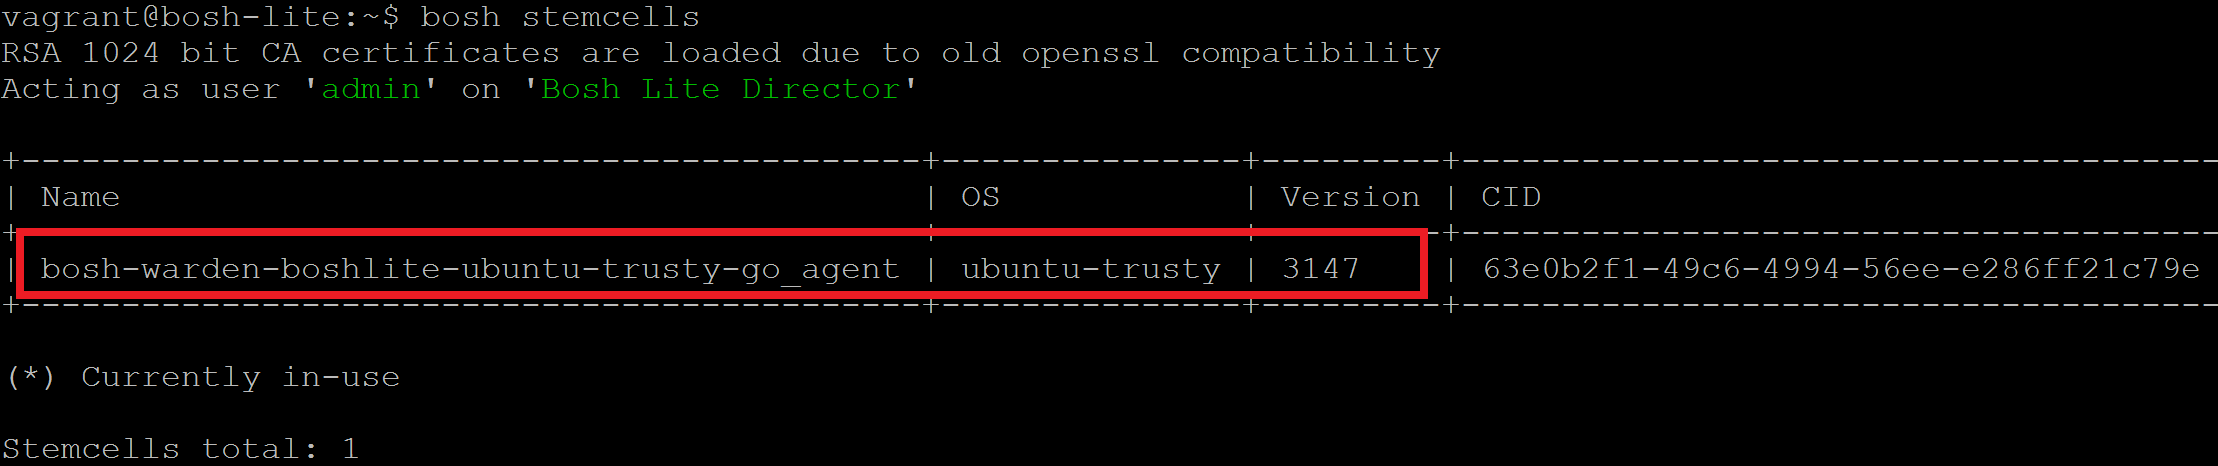 vagrant@bosh-lite:~$ bosh stemcells
RSA 1024 bit CA certificates are loaded due to old openssl compatibility
Acting as user 'admin' on 'Bosh Lite Director'
+---------------------------------------------+---------------+---------+--------------------------------------
| Name                                        | OS            | Version | CID
+---------------------------------------------+---------------+---------+--------------------------------------
| bosh-warden-boshlite-ubuntu-trusty-go_agent | ubuntu-trusty | 3147    | 63e0b2f1-49c6-4994-56ee-e286ff21c79e
+---------------------------------------------+---------------+---------+--------------------------------------
(*) Currently in-use
Stemcells total: 1